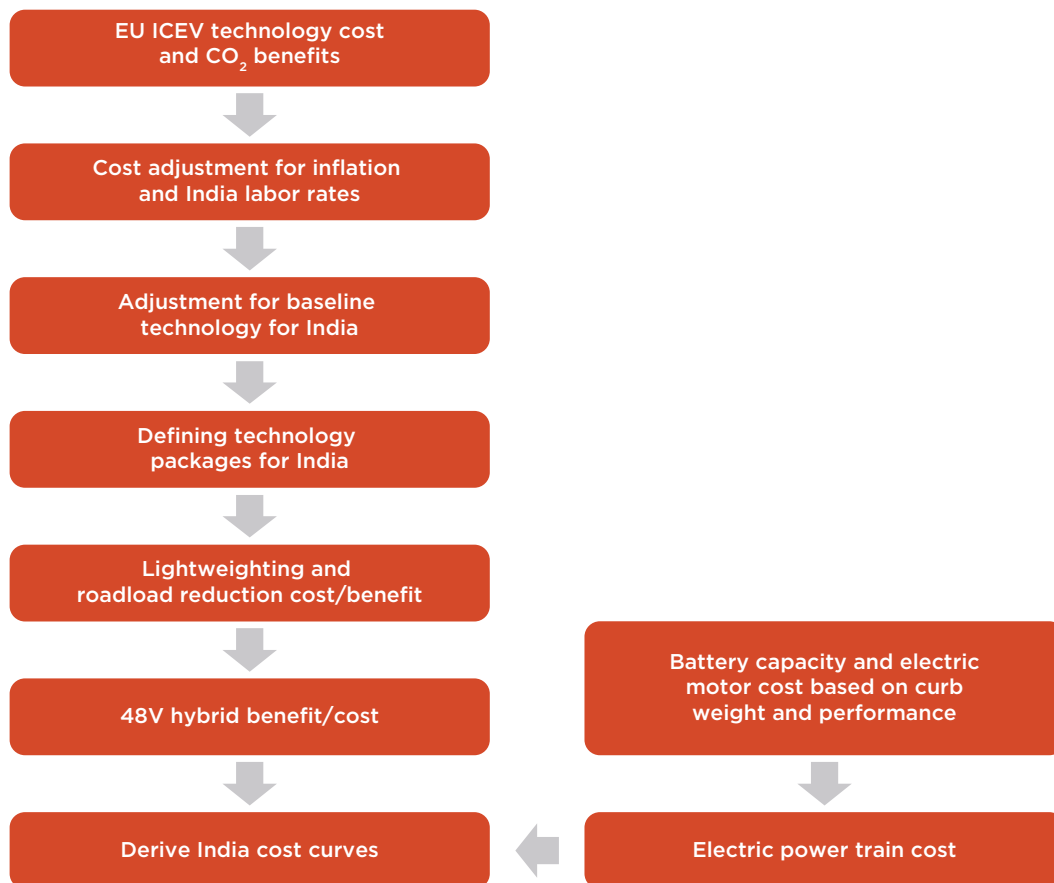 EU ICEV technology cost
and CO₂ benefits
Cost adjustment for inflation
and India labor rates
Adjustment for baseline
technology for India
Defining technology
packages for India
Lightweighting and
roadload reduction cost/benefit
48V hybrid benefit/cost
Battery capacity and electric
motor cost based on curb
weight and performance
Derive India cost curves
Electric power train cost